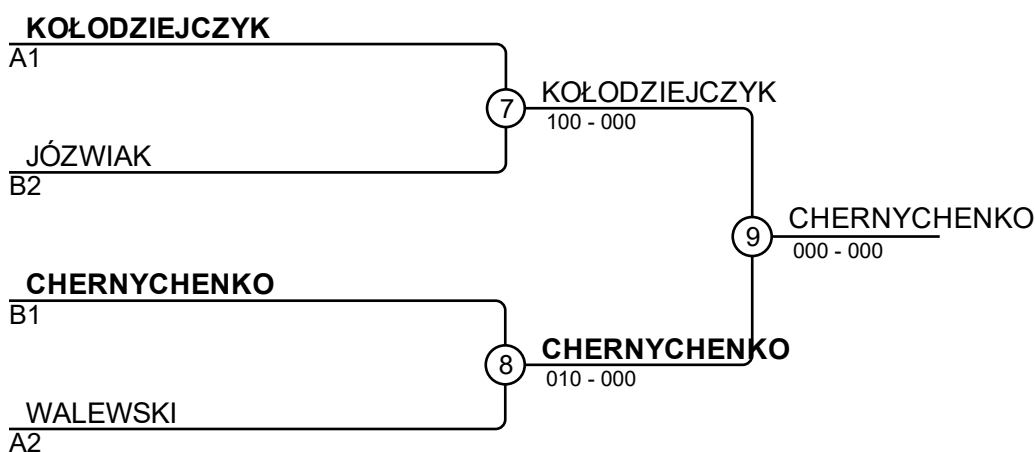 KOŁODZIEJCZYK
A1
7
KOŁODZIEJCZYK
100 - 000
JÓZWIAK
B2
9
CHERNYCHENKO
000 - 000
CHERNYCHENKO
B1
8
CHERNYCHENKO
010 - 000
WALEWSKI
A2